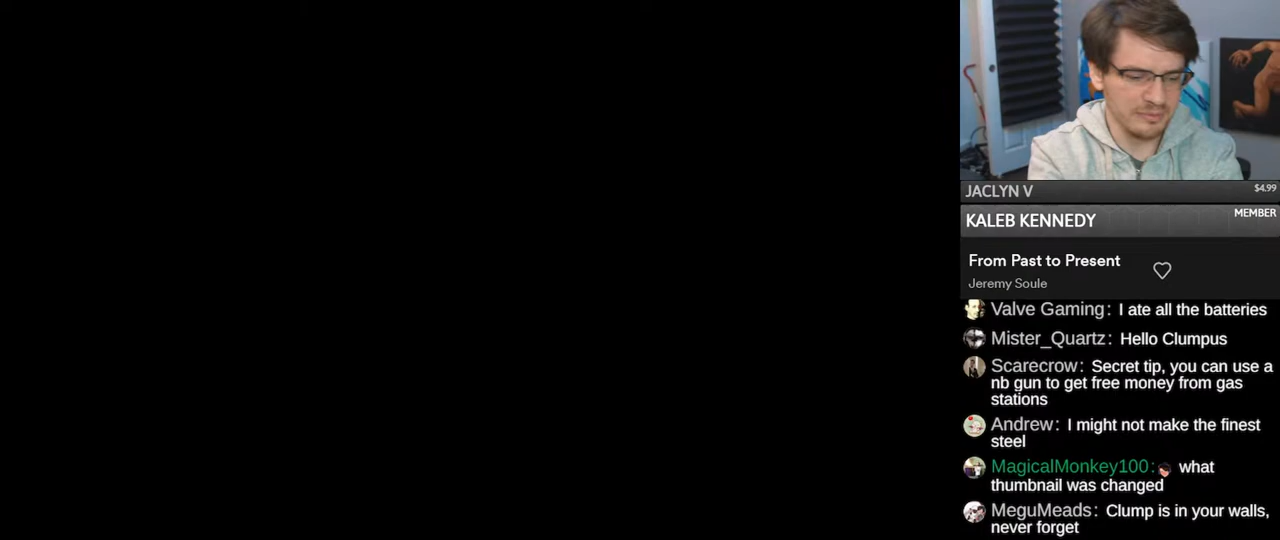 JACLYN V
$4.99
KALEB KENNEDY
MEMBER
From Past to Present
Jeremy Soule
Valve Gaming: I ate all the batteries
Mister_Quartz: Hello Clumpus
Scarecrow: Secret tip, you can use a
nb gun to get free money from gas
stations
Andrew: I might not make the finest
steel
MagicalMonkey100: what
thumbnail was changed
MeguMeads: Clump is in your walls,
never forget